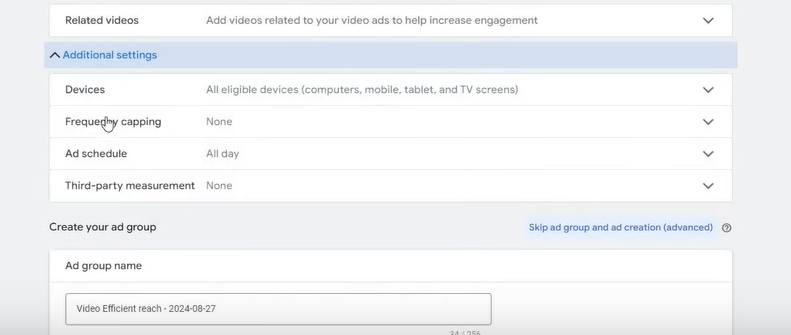 Related videos Add videos related to your video ads to help increase engagement
Additional settings
Devices All eligible devices (computers, mobile, tablet, and TV screens)
Frequency capping None
Ad schedule All day
Third-party measurement None
Create your ad group Skip ad group and ad creation (advanced)
Ad group name
Video Efficient reach - 2024-08-27
34 / 256